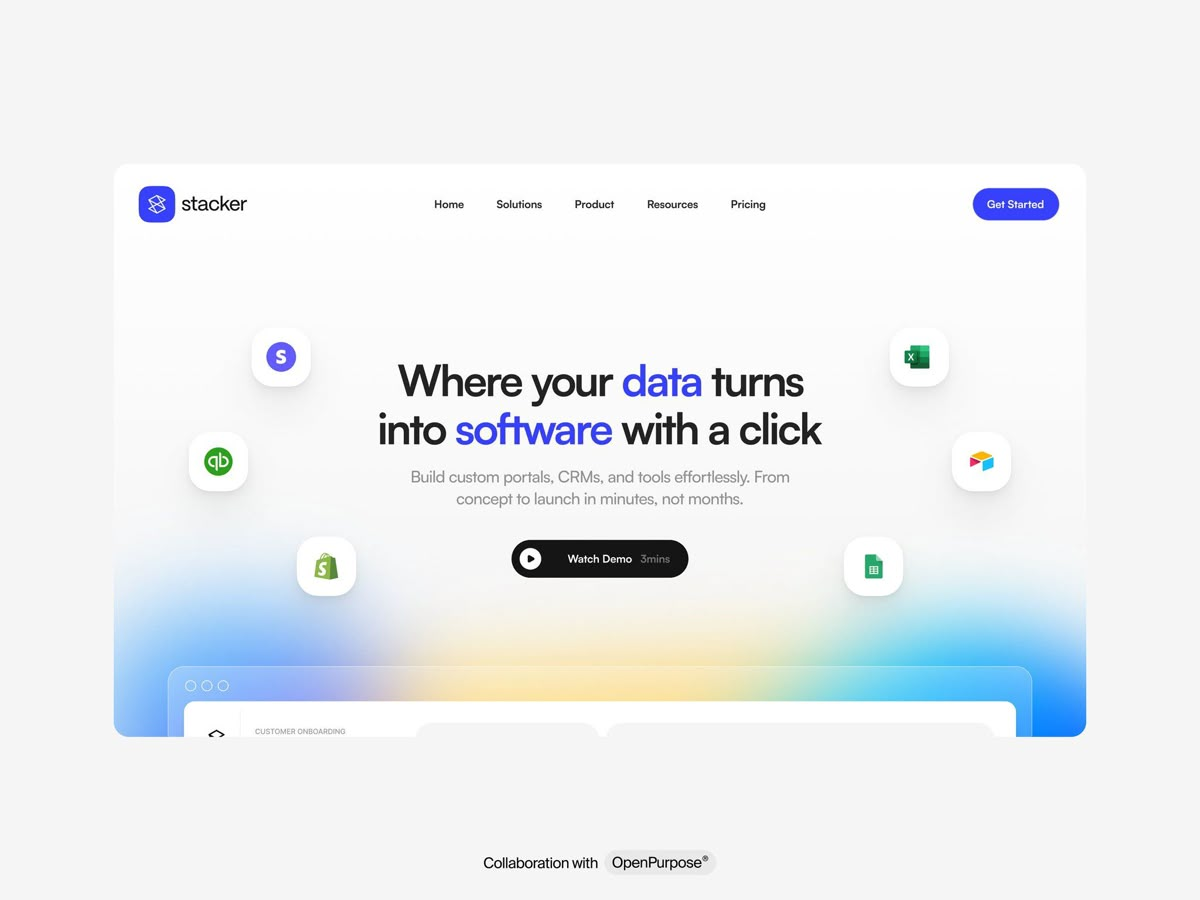 stacker
Home
Solutions
Product
Resources
Pricing
Get Started
S
X
Where your data turns
into software with a click
qb
Build custom portals, CRMs, and tools effortlessly. From
concept to launch in minutes, not months.
S
Watch Demo 3mins
CUSTOMER ONBOARDING
Collaboration with OpenPurpose®